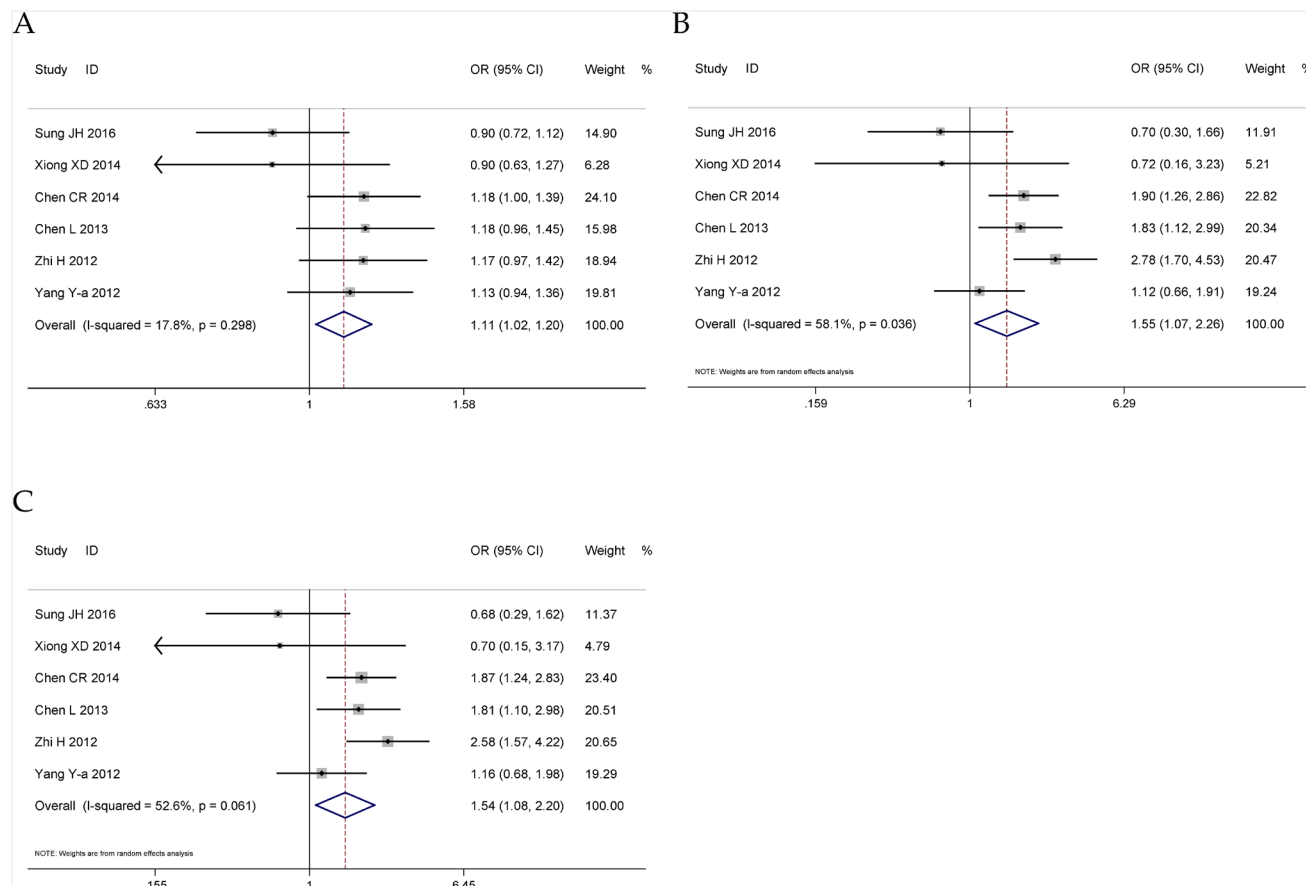 A
Study ID OR (95% CI) Weight %
Sung JH 2016 0.90 (0.72, 1.12) 14.90
Xiong XD 2014 0.90 (0.63, 1.27) 6.28
Chen CR 2014 1.18 (1.00, 1.39) 24.10
Chen L 2013 1.18 (0.96, 1.45) 15.98
Zhi H 2012 1.17 (0.97, 1.42) 18.94
Yang Y-a 2012 1.13 (0.94, 1.36) 19.81
Overall (I-squared = 17.8%, p = 0.298) 1.11 (1.02, 1.20) 100.00
.633 1 1.58
B
Study ID OR (95% CI) Weight %
Sung JH 2016 0.70 (0.30, 1.66) 11.91
Xiong XD 2014 0.72 (0.16, 3.23) 5.21
Chen CR 2014 1.90 (1.26, 2.86) 22.82
Chen L 2013 1.83 (1.12, 2.99) 20.34
Zhi H 2012 2.78 (1.70, 4.53) 20.47
Yang Y-a 2012 1.12 (0.66, 1.91) 19.24
Overall (I-squared = 58.1%, p = 0.036) 1.55 (1.07, 2.26) 100.00
NOTE: Weights are from random effects analysis
.159 1 6.29
C
Study ID OR (95% CI) Weight %
Sung JH 2016 0.68 (0.29, 1.62) 11.37
Xiong XD 2014 0.70 (0.15, 3.17) 4.79
Chen CR 2014 1.87 (1.24, 2.83) 23.40
Chen L 2013 1.81 (1.10, 2.98) 20.51
Zhi H 2012 2.58 (1.57, 4.22) 20.65
Yang Y-a 2012 1.16 (0.68, 1.98) 19.29
Overall (I-squared = 52.6%, p = 0.061) 1.54 (1.08, 2.20) 100.00
NOTE: Weights are from random effects analysis
.155 1 6.45